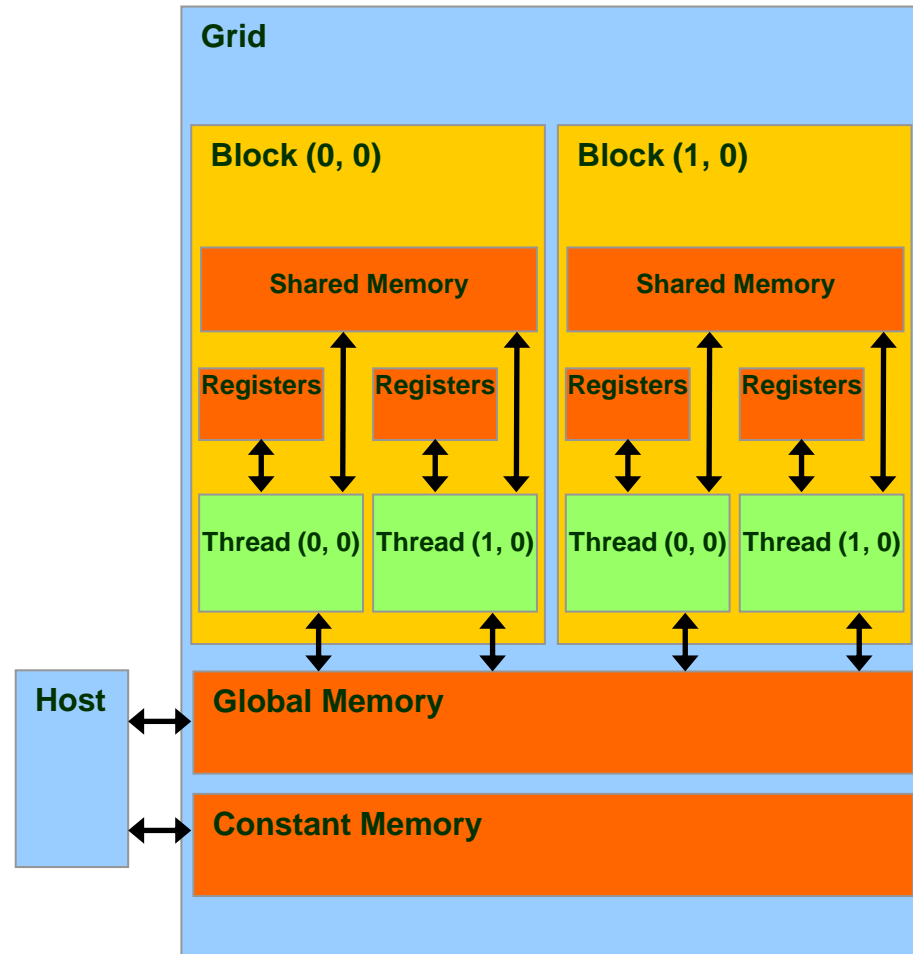 Grid
Block (0, 0)
Block (1, 0)
Shared Memory
Shared Memory
Registers
Registers
Registers
Registers
Thread (0, 0)
Thread (1, 0)
Thread (0, 0)
Thread (1, 0)
Host
Global Memory
Constant Memory